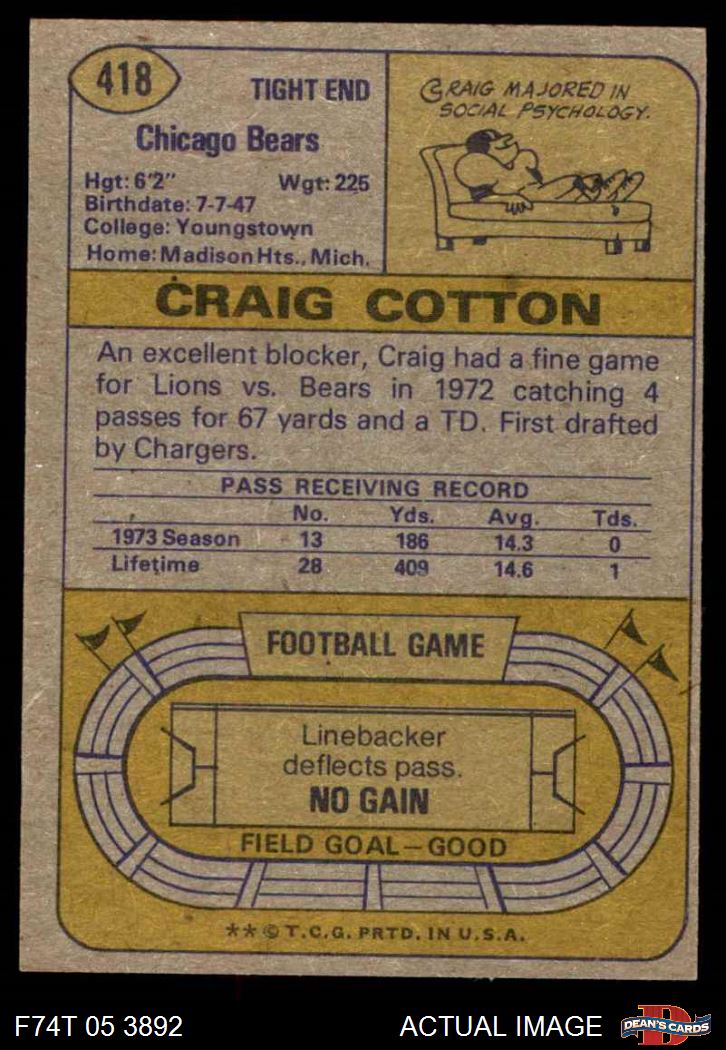 418
TIGHT END
Chicago Bears
Hgt: 6'2" Wgt: 225
Birthdate: 7-7-47
College: Youngstown
Home: Madison Hts., Mich.
CRAIG MAJORED IN
SOCIAL PSYCHOLOGY.
CRAIG COTTON
An excellent blocker, Craig had a fine game
for Lions vs. Bears in 1972 catching 4
passes for 67 yards and a TD. First drafted
by Chargers.
PASS RECEIVING RECORD
No. Yds. Avg. Tds.
1973 Season 13 186 14.3 0
Lifetime 28 409 14.6 1
FOOTBALL GAME
Linebacker
deflects pass.
NO GAIN
FIELD GOAL—GOOD
** © T.C.G. PRTD. IN U.S.A.
F74T 05 3892 ACTUAL IMAGE D DEAN'S CARDS